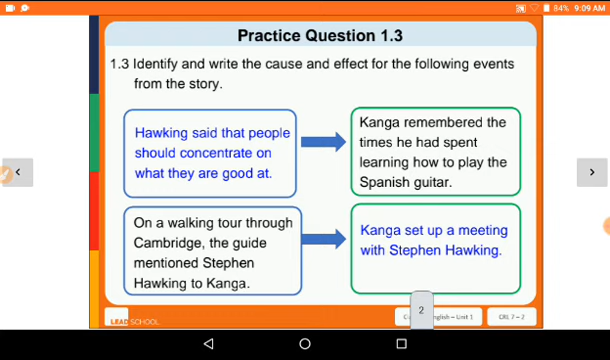 84% 9:09 AM
Practice Question 1.3
1.3 Identify and write the cause and effect for the following events
from the story.
Hawking said that people
should concentrate on
what they are good at.
Kanga remembered the
times he had spent
learning how to play the
Spanish guitar.
On a walking tour through
Cambridge, the guide
mentioned Stephen
Hawking to Kanga.
Kanga set up a meeting
with Stephen Hawking.
LEAD SCHOOL
2
nglish – Unit 1
CRL 7 – 2